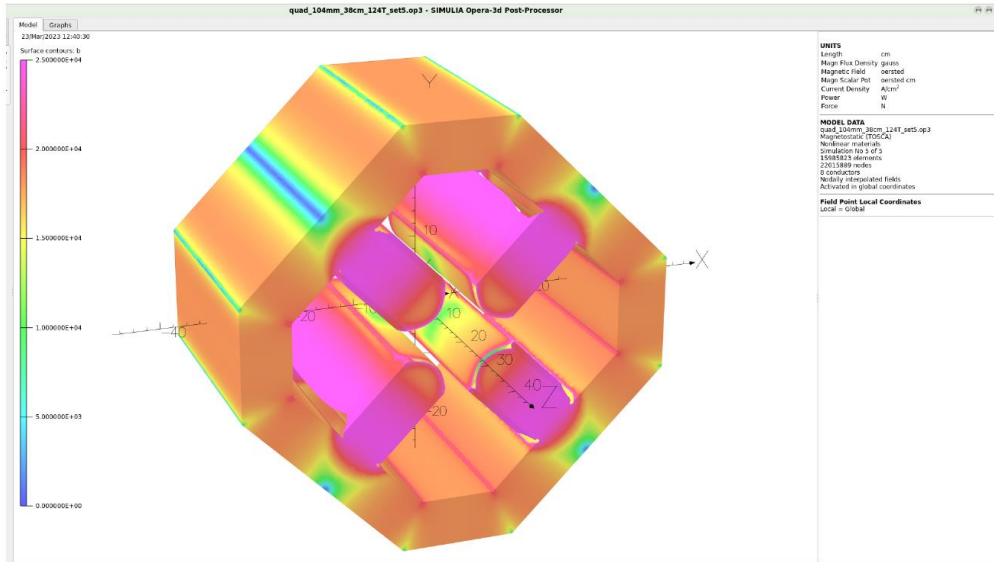 quad_104mm_38cm_124T_set5.op3 - SIMULIA Opera-3d Post-Processor
Model Graphs
23/Mar/2023 12:40:30
Surface contours: b
2.500000E+04
2.000000E+04
1.500000E+04
1.000000E+04
5.000000E+03
0.000000E+00
Y
X
Z
10
-20
-10
-40
10
20
30
40
-20
UNITS
Length cm
Magn Flux Density gauss
Magnetic Field oersted
Magn Scalar Pot oersted cm
Current Density A/cm²
Power W
Force N
MODEL DATA
quad_104mm_38cm_124T_set5.op3
Magnetostatic (TOSCA)
Nonlinear materials
Simulation No 5 of 5
15985823 elements
22015889 nodes
8 conductors
Nodally interpolated fields
Activated in global coordinates
Field Point Local Coordinates
Local = Global